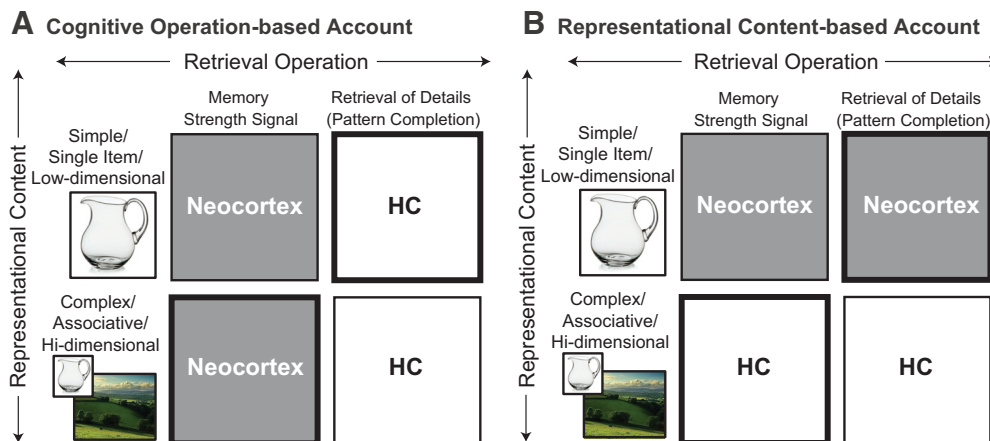 A Cognitive Operation-based Account
Retrieval Operation
Representational Content
Memory
Strength Signal
Retrieval of Details
(Pattern Completion)
Simple/
Single Item/
Low-dimensional
Neocortex
HC
Complex/
Associative/
Hi-dimensional
Neocortex
HC
B Representational Content-based Account
Retrieval Operation
Representational Content
Memory
Strength Signal
Retrieval of Details
(Pattern Completion)
Simple/
Single Item/
Low-dimensional
Neocortex
Neocortex
Complex/
Associative/
Hi-dimensional
HC
HC